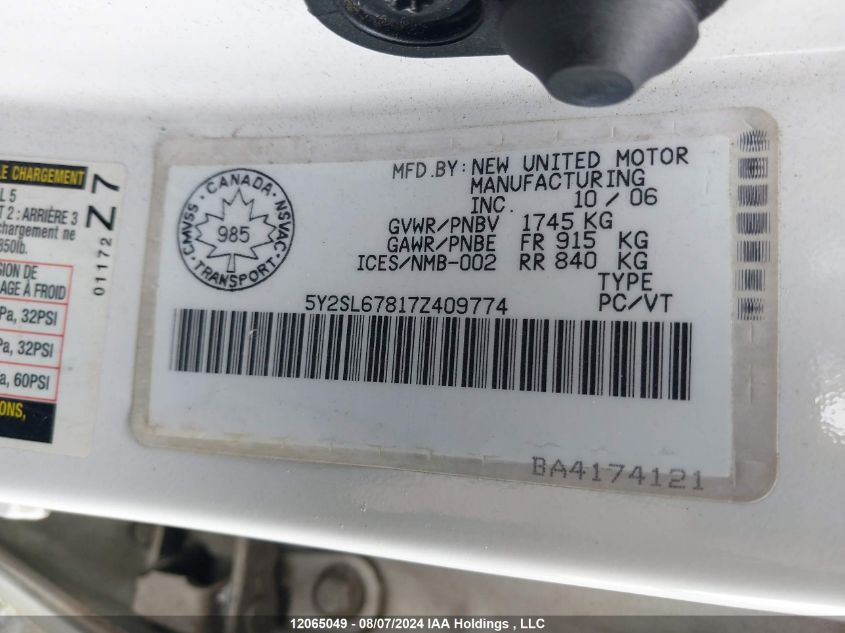 LE CHARGEMENT
L 5
T 2 : ARRIÈRE 3
chargement ne
850lb.
SION DE
AGE À FROID
Pa, 32PSI
Pa, 32PSI
a, 60PSI
ONS,
01172 Z7
CMVSS · CANADA · NSVAC
985
TRANSPORT
MFD.BY: NEW UNITED MOTOR
MANUFACTURING
INC. 10/06
GVWR/PNBV 1745 KG
GAWR/PNBE FR 915 KG
ICES/NMB-002 RR 840 KG
TYPE
5Y2SL67817Z409774 PC/VT
BA4174121
12065049 - 08/07/2024 IAA Holdings , LLC